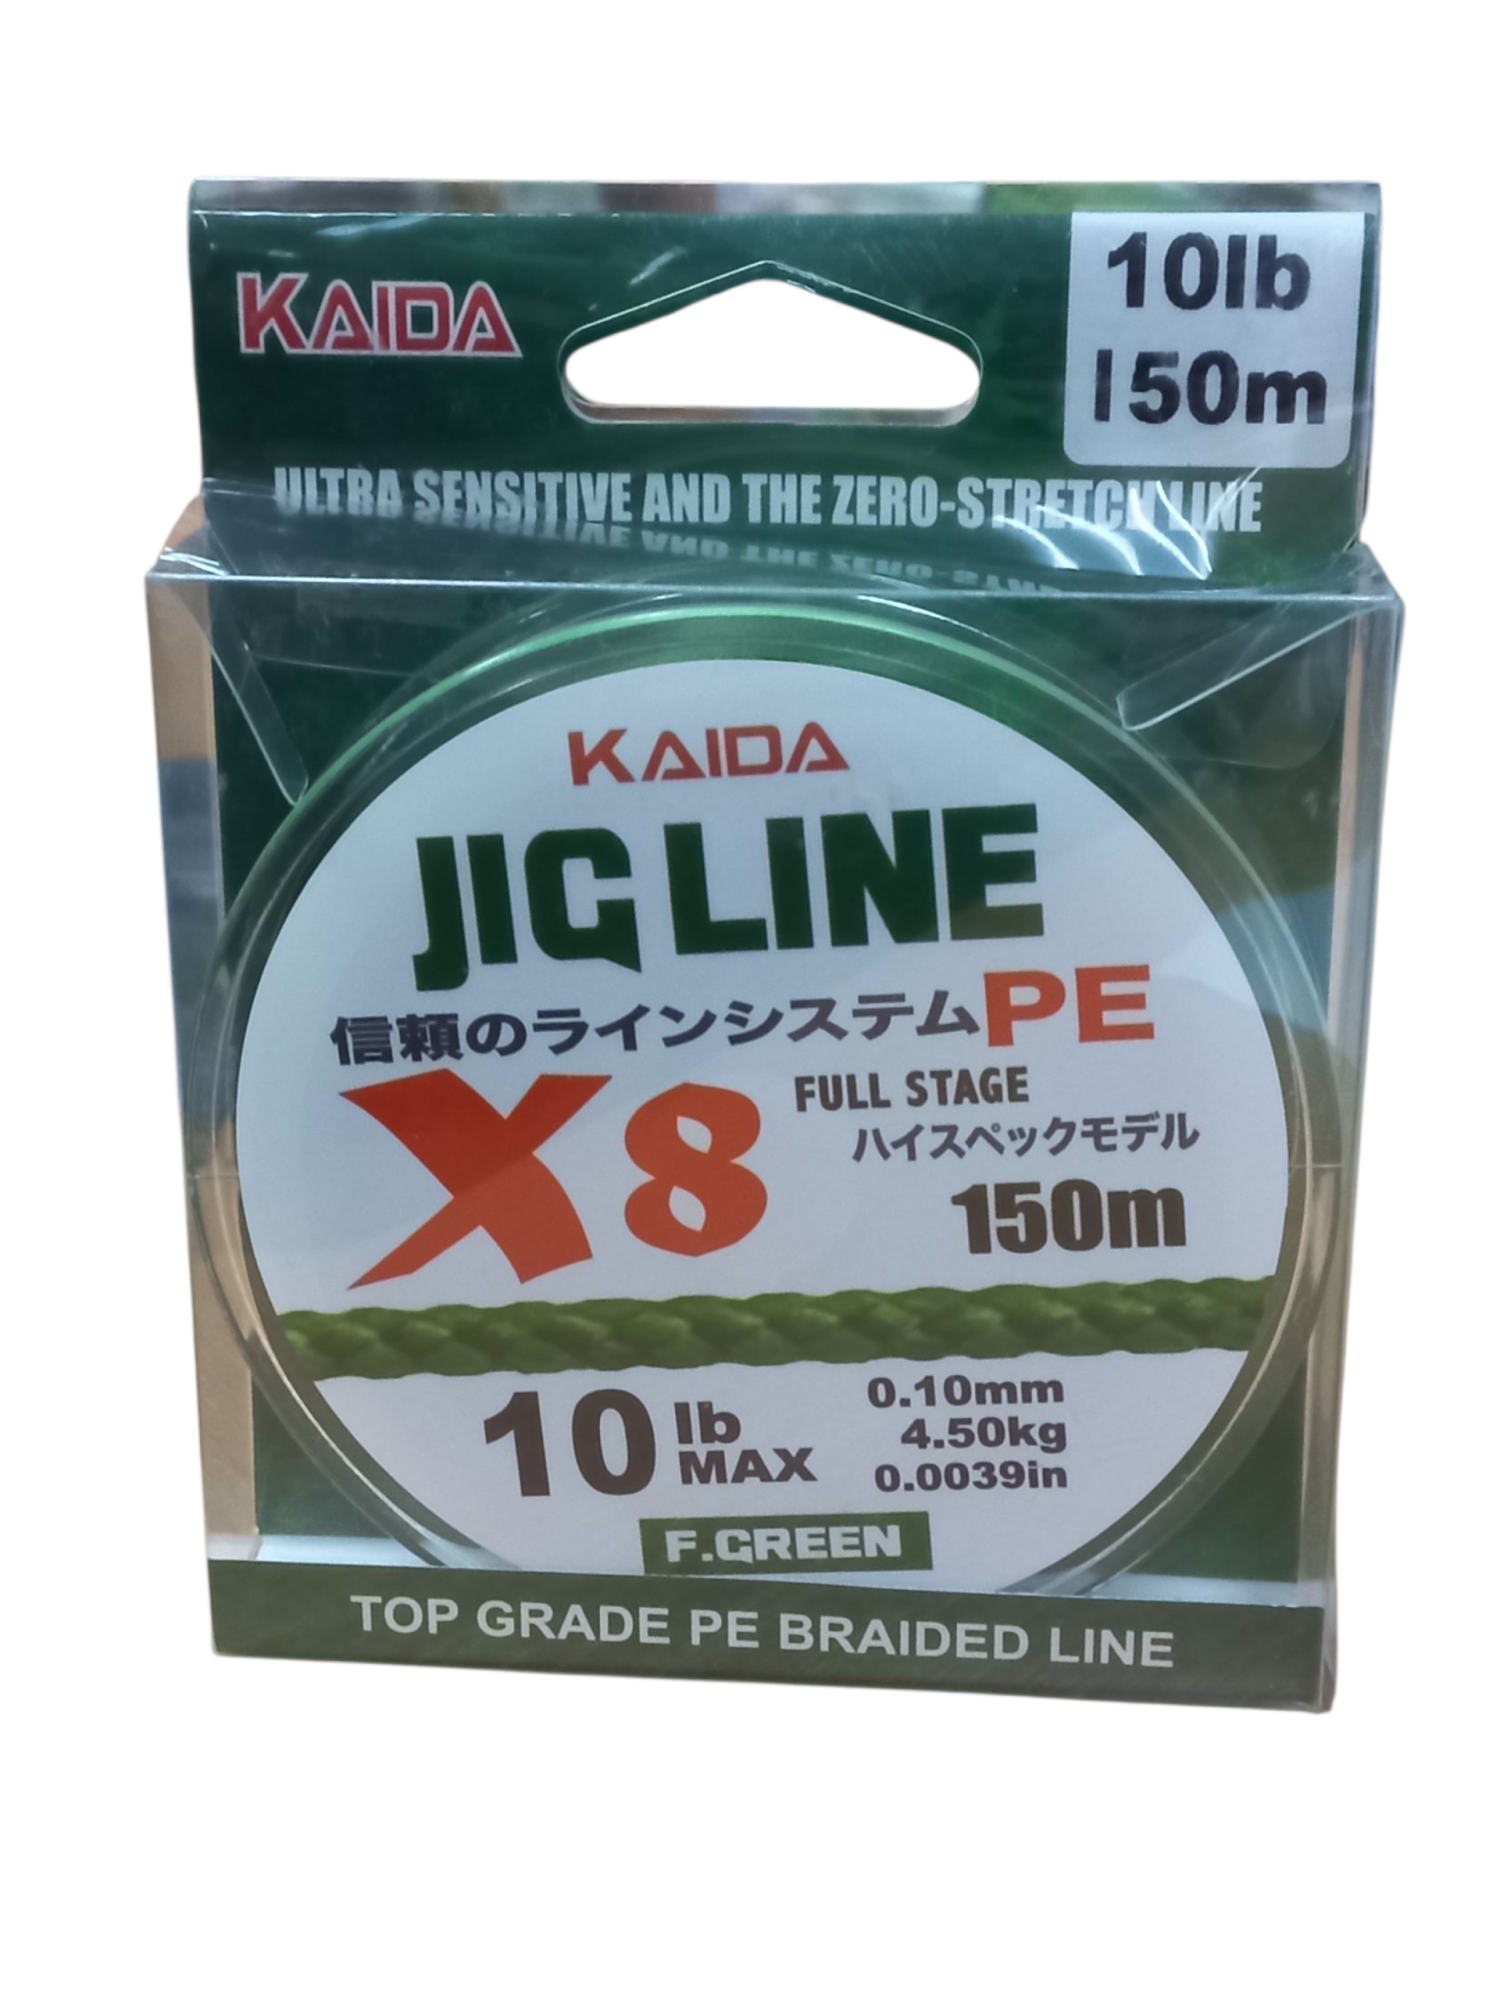 KAIDA
10lb
150m
ULTRA SENSITIVE AND THE ZERO-STRETCH LINE
KAIDA
JIG LINE
信頼のラインシステムPE
X8
FULL STAGE
ハイスペックモデル
150m
10 lb MAX
0.10mm
4.50kg
0.0039in
F.GREEN
TOP GRADE PE BRAIDED LINE